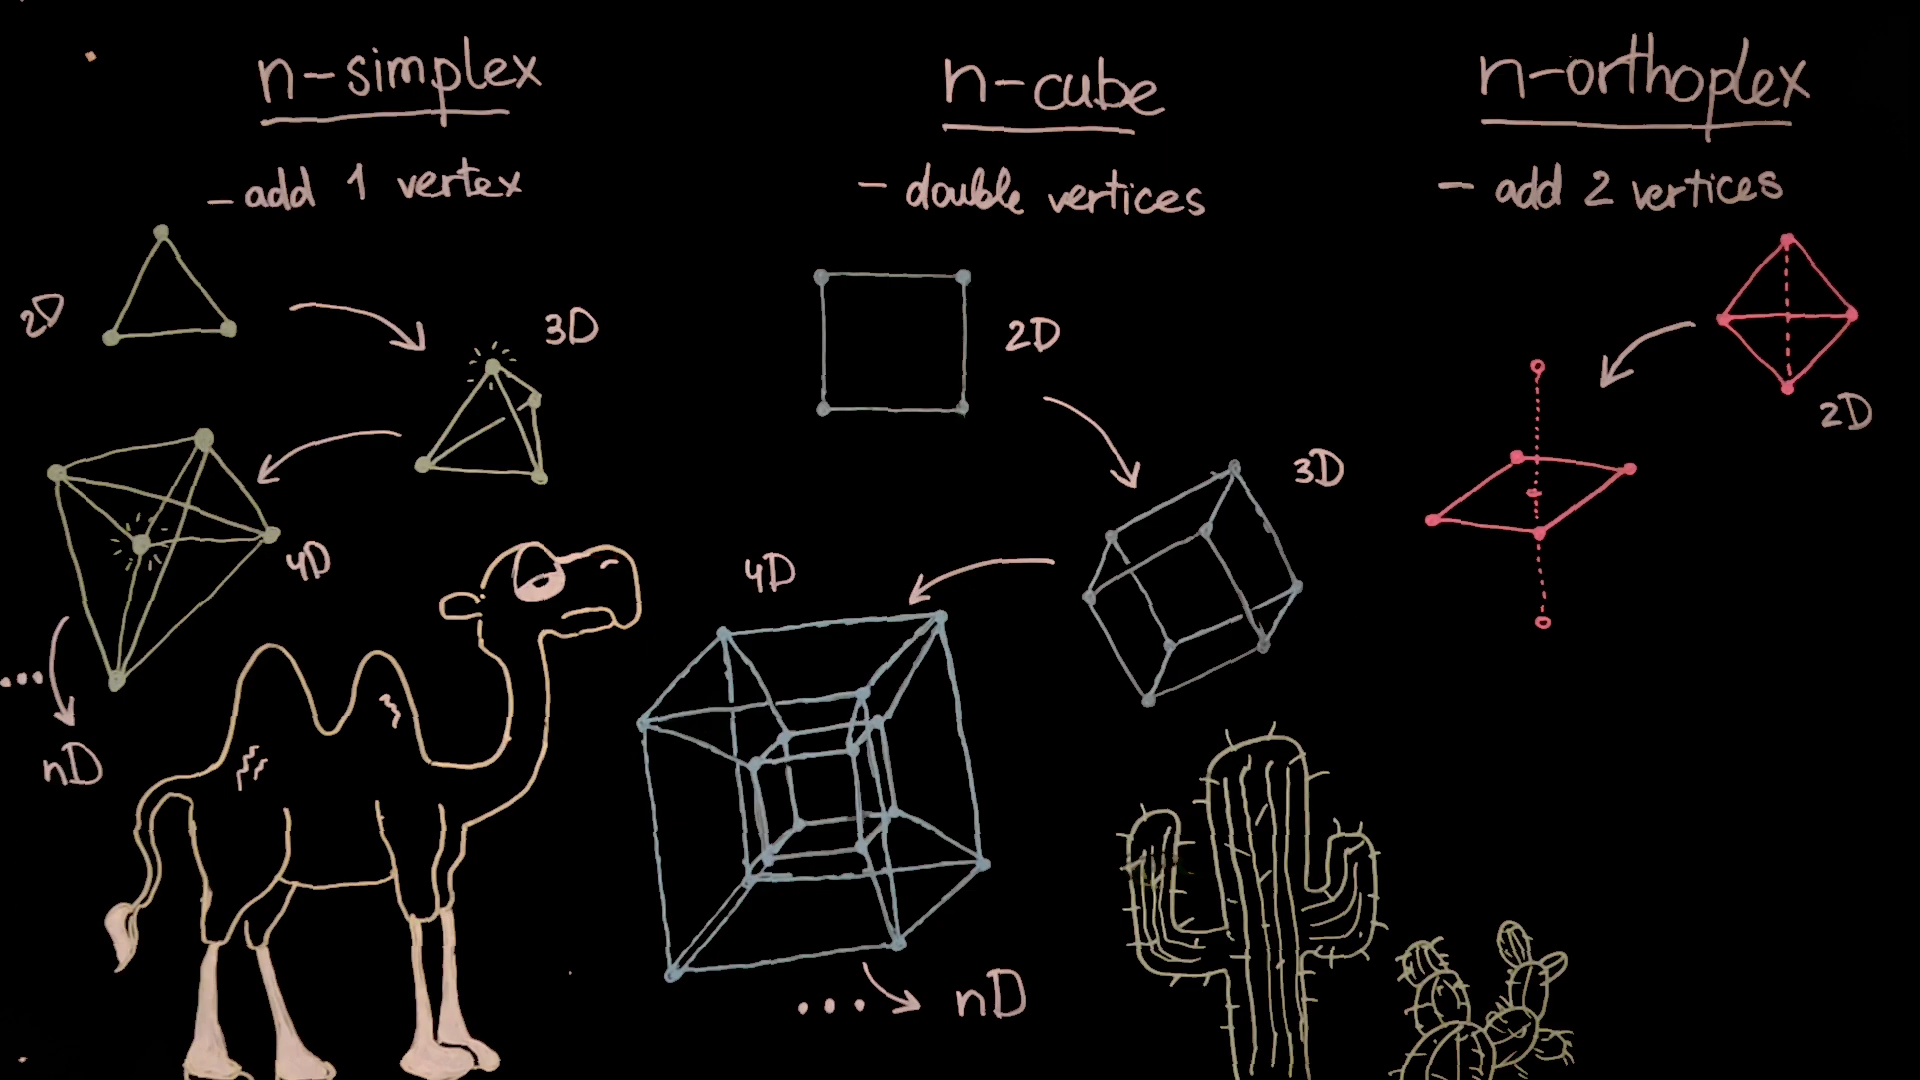 n-simplex
- add 1 vertex
2D
3D
4D
...
nD
n-cube
- double vertices
2D
3D
4D
... nD
n-orthoplex
- add 2 vertices
2D